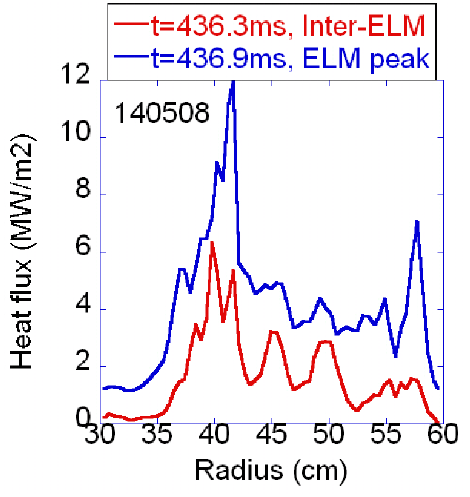 t=436.3ms, Inter-ELM
t=436.9ms, ELM peak
140508
Heat flux (MW/m2)
12
10
8
6
4
2
0
30 35 40 45 50 55 60
Radius (cm)